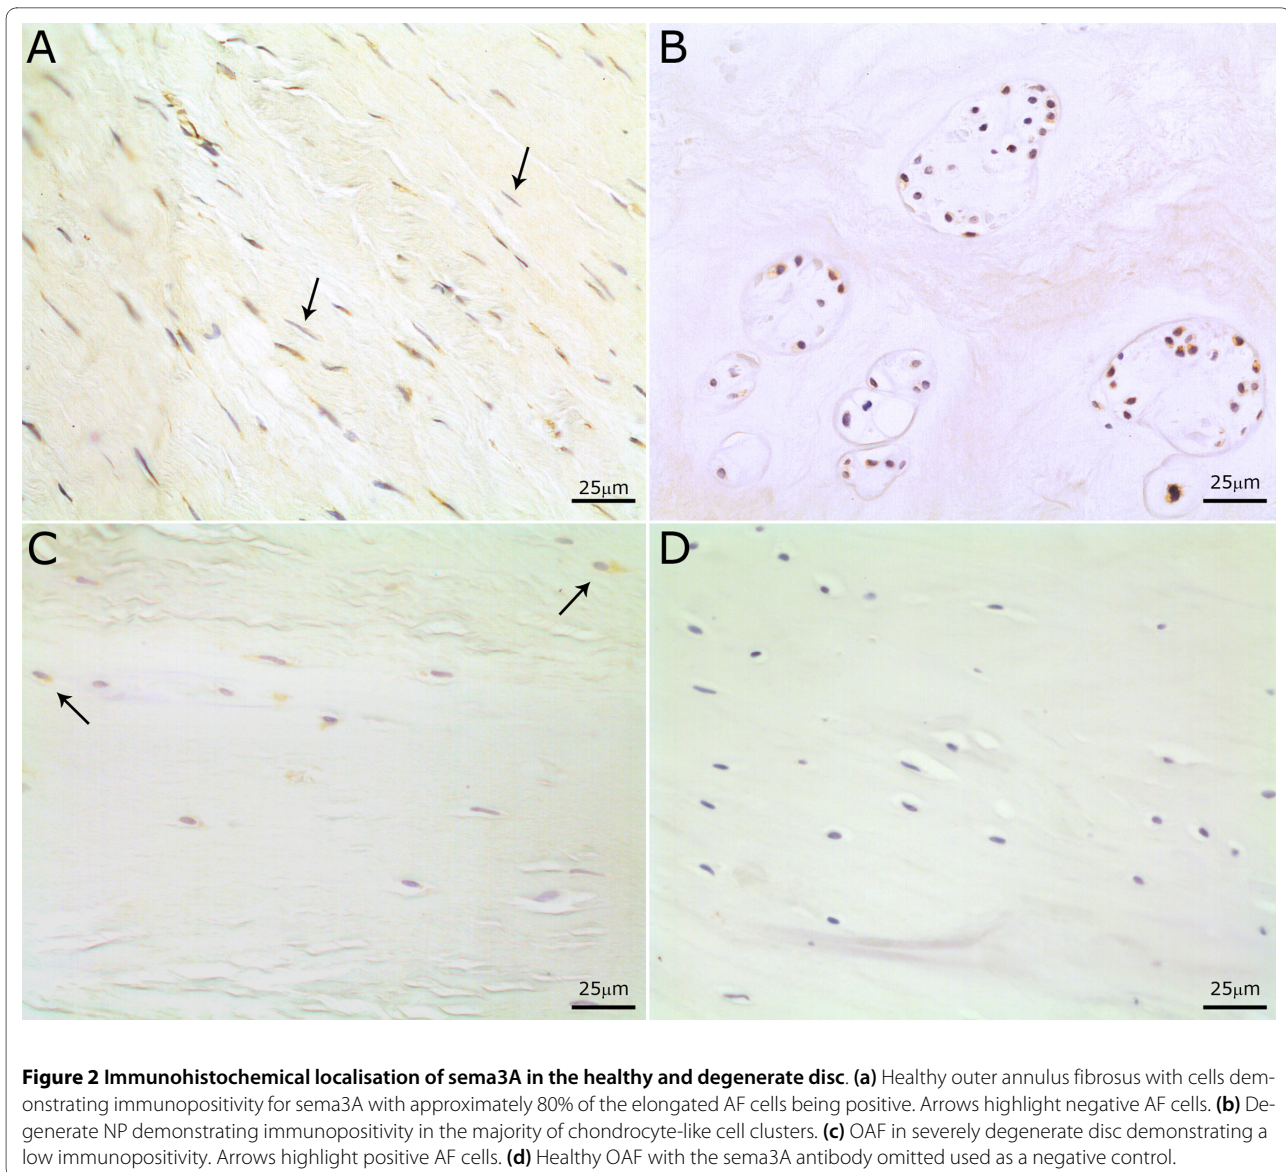 A
B
25μm
25μm
C
D
25μm
25μm
Figure 2 Immunohistochemical localisation of sema3A in the healthy and degenerate disc. (a) Healthy outer annulus fibrosus with cells dem-
onstrating immunopositivity for sema3A with approximately 80% of the elongated AF cells being positive. Arrows highlight negative AF cells. (b) De-
generate NP demonstrating immunopositivity in the majority of chondrocyte-like cell clusters. (c) OAF in severely degenerate disc demonstrating a
low immunopositivity. Arrows highlight positive AF cells. (d) Healthy OAF with the sema3A antibody omitted used as a negative control.